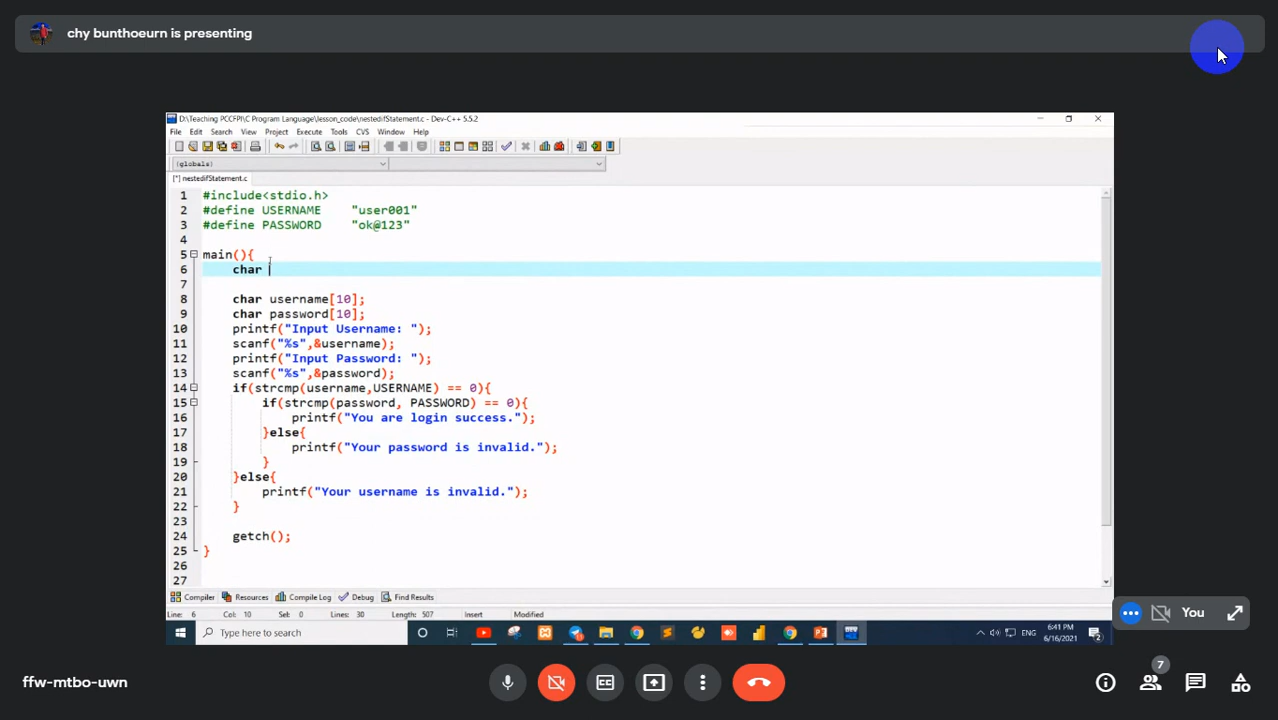 chy bunthoeurn is presenting
D:\Teaching PCCFPI\C Program Language\lesson_code\nestedifStatement.c - Dev-C++ 5.5.2
File Edit Search View Project Execute Tools CVS Window Help
(globals)
[*] nestedifStatement.c
1 #include<stdio.h>
2 #define USERNAME "user001"
3 #define PASSWORD "ok@123"
4
5 main(){
6 char
7
8 char username[10];
9 char password[10];
10 printf("Input Username: ");
11 scanf("%s",&username);
12 printf("Input Password: ");
13 scanf("%s",&password);
14 if(strcmp(username,USERNAME) == 0){
15 if(strcmp(password, PASSWORD) == 0){
16 printf("You are login success.");
17 }else{
18 printf("Your password is invalid.");
19 }
20 }else{
21 printf("Your username is invalid.");
22 }
23
24 getch();
25 }
26
27
Compiler Resources Compile Log Debug Find Results
Line: 6 Col: 10 Sel: 0 Lines: 30 Length: 507 Insert Modified
You
Type here to search
DEV
ENG
6:41 PM
6/16/2021
2
ffw-mtbo-uwn
CC
7